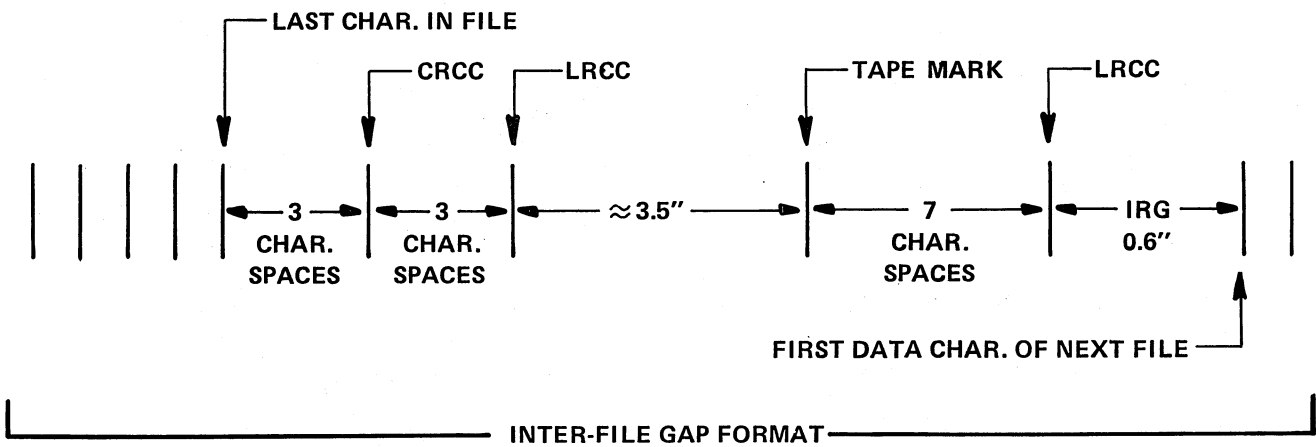 LAST CHAR. IN FILE
CRCC
LRCC
TAPE MARK
LRCC
3
CHAR.
SPACES
3
CHAR.
SPACES
≈3.5″
7
CHAR.
SPACES
IRG
0.6″
FIRST DATA CHAR. OF NEXT FILE
INTER-FILE GAP FORMAT